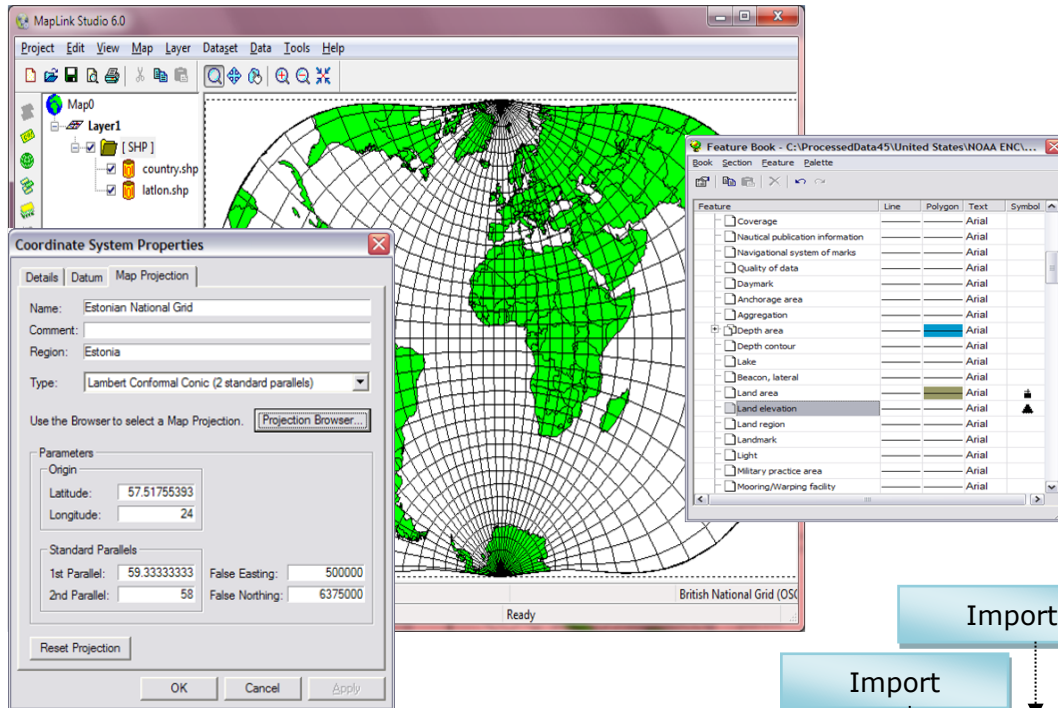 MapLink Studio 6.0
Project Edit View Map Layer Dataset Data Tools Help
Map0
Layer1
[ SHP ]
country.shp
latlon.shp
Feature Book - C:\ProcessedData45\United States\NOAA ENC\...
Book Section Feature Palette
Feature Line Polygon Text Symbol
Coverage Arial
Nautical publication information Arial
Navigational system of marks Arial
Quality of data Arial
Daymark Arial
Anchorage area Arial
Aggregation Arial
Depth area Arial
Depth contour Arial
Lake Arial
Beacon, lateral Arial
Land area Arial
Land elevation Arial
Land region Arial
Landmark Arial
Light Arial
Military practice area Arial
Mooring/Warping facility Arial
Coordinate System Properties
Details Datum Map Projection
Name: Estonian National Grid
Comment:
Region: Estonia
Type: Lambert Conformal Conic (2 standard parallels)
Use the Browser to select a Map Projection. Projection Browser...
Parameters
Origin
Latitude: 57.51755393
Longitude: 24
Standard Parallels
1st Parallel: 59.33333333 False Easting: 500000
2nd Parallel: 58 False Northing: 6375000
Reset Projection
OK Cancel Apply
British National Grid (OSG
Ready
Import
Import